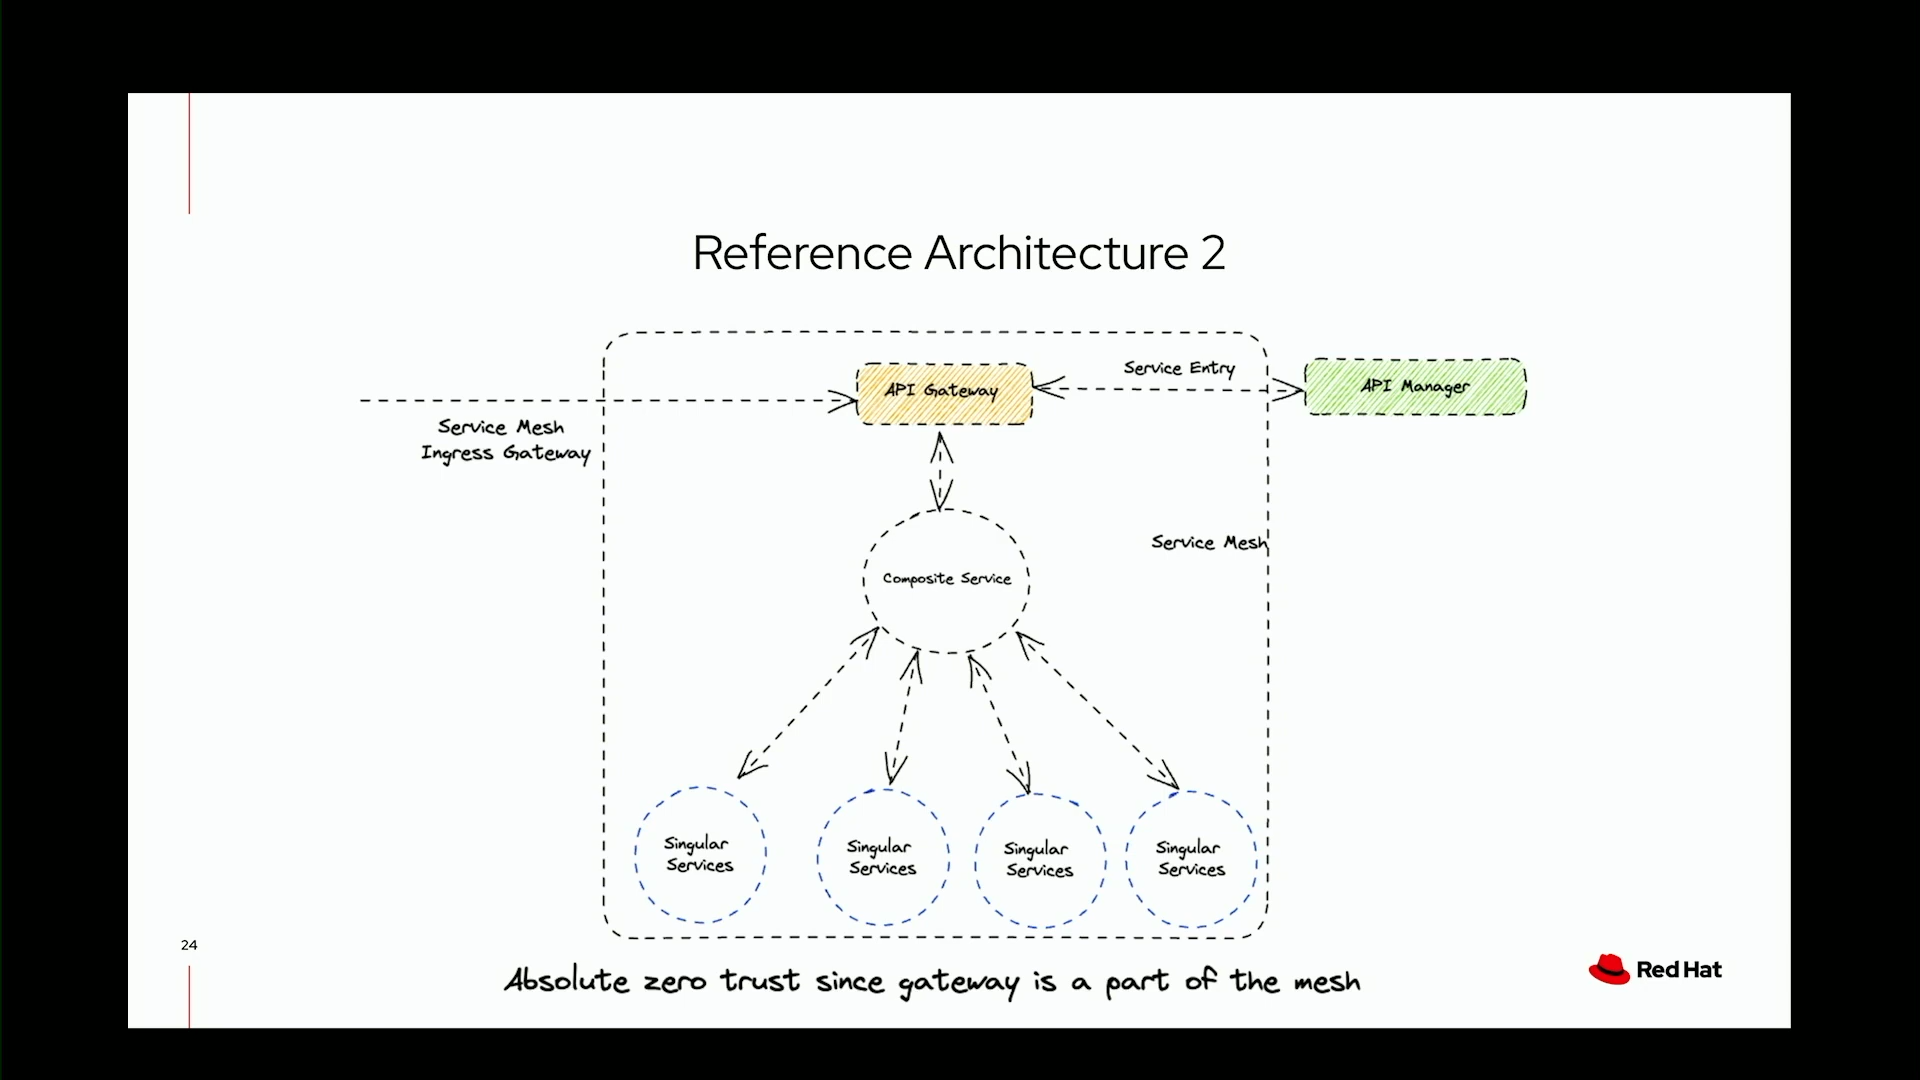 Reference Architecture 2
API Gateway
Service Entry
API Manager
Service Mesh
Ingress Gateway
Service Mesh
Composite Service
Singular
Services
Singular
Services
Singular
Services
Singular
Services
24
Absolute zero trust since gateway is a part of the mesh
Red Hat